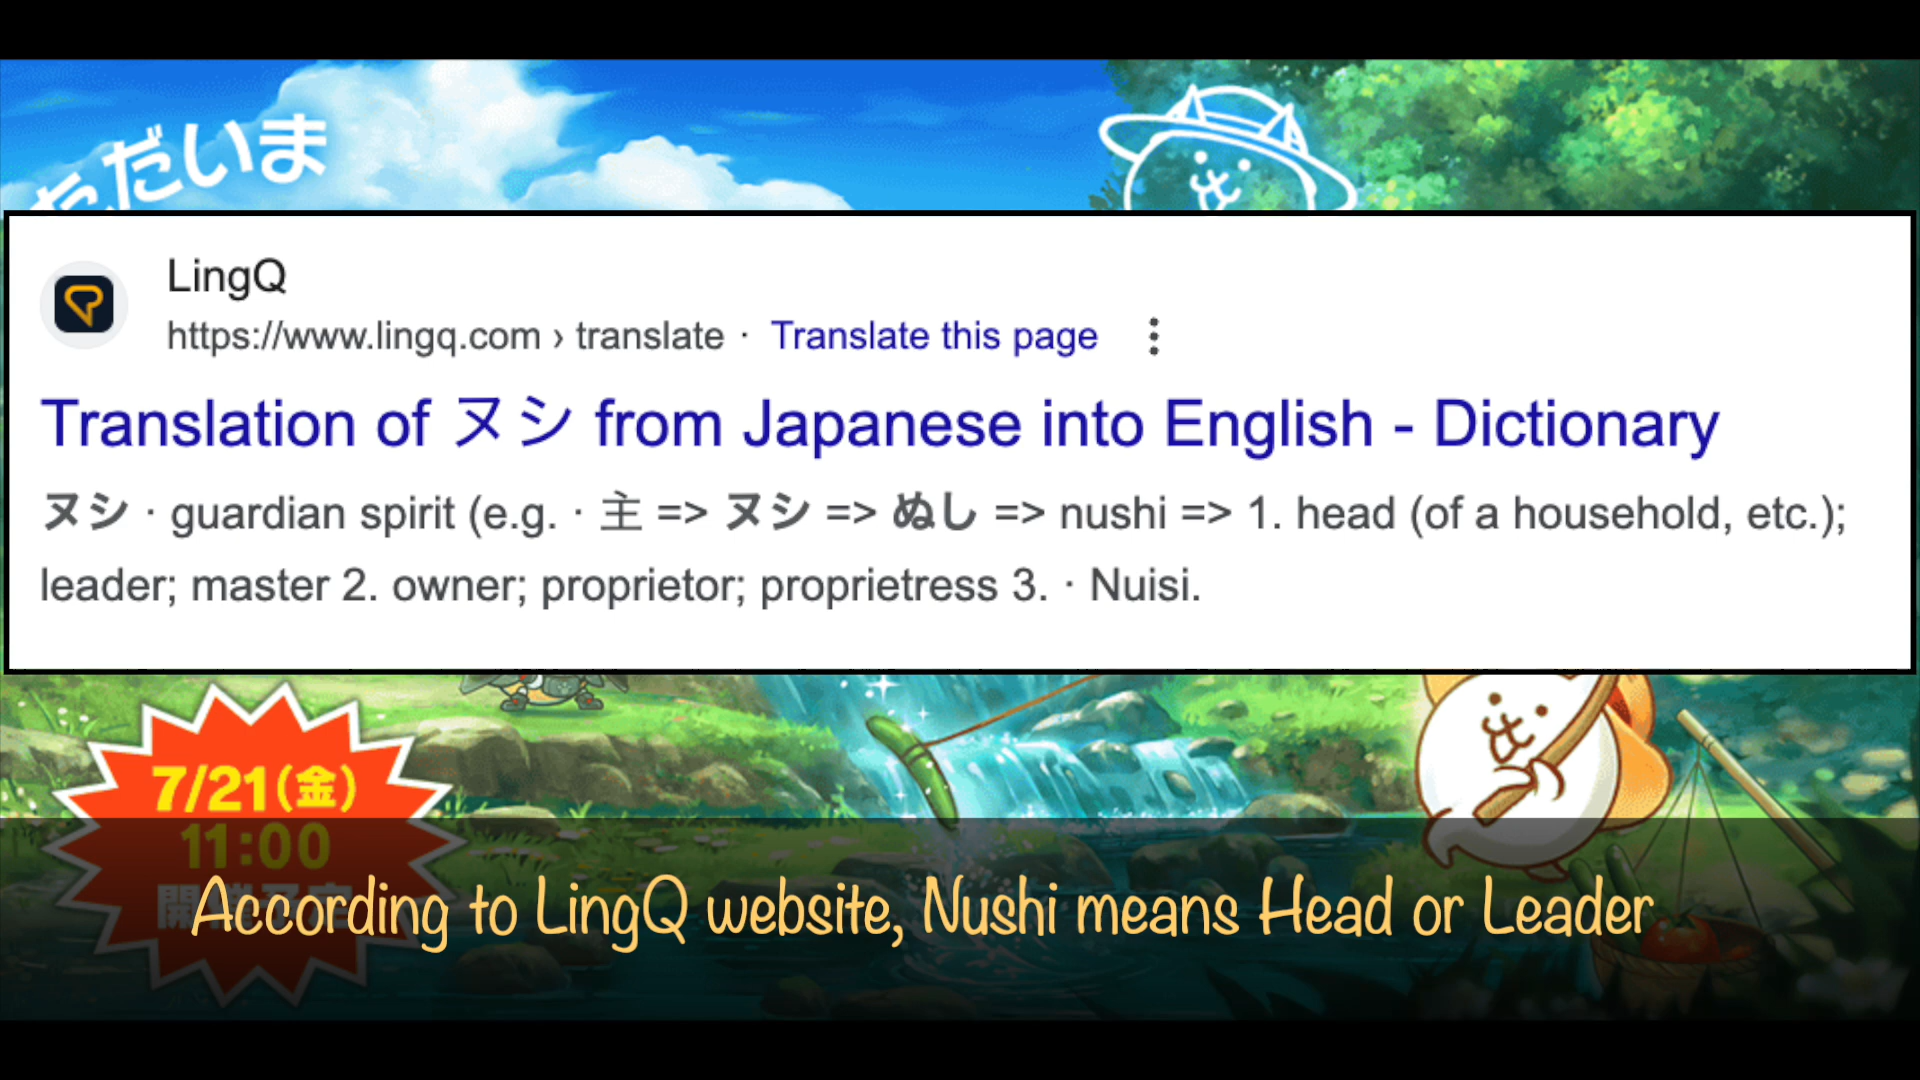 ただいま
LingQ
https://www.lingq.com › translate · Translate this page
Translation of ヌシ from Japanese into English - Dictionary
ヌシ · guardian spirit (e.g. · 主 => ヌシ => ぬし => nushi => 1. head (of a household, etc.);
leader; master 2. owner; proprietor; proprietress 3. · Nuisi.
7/21(金)
11:00
According to LingQ website, Nushi means Head or Leader